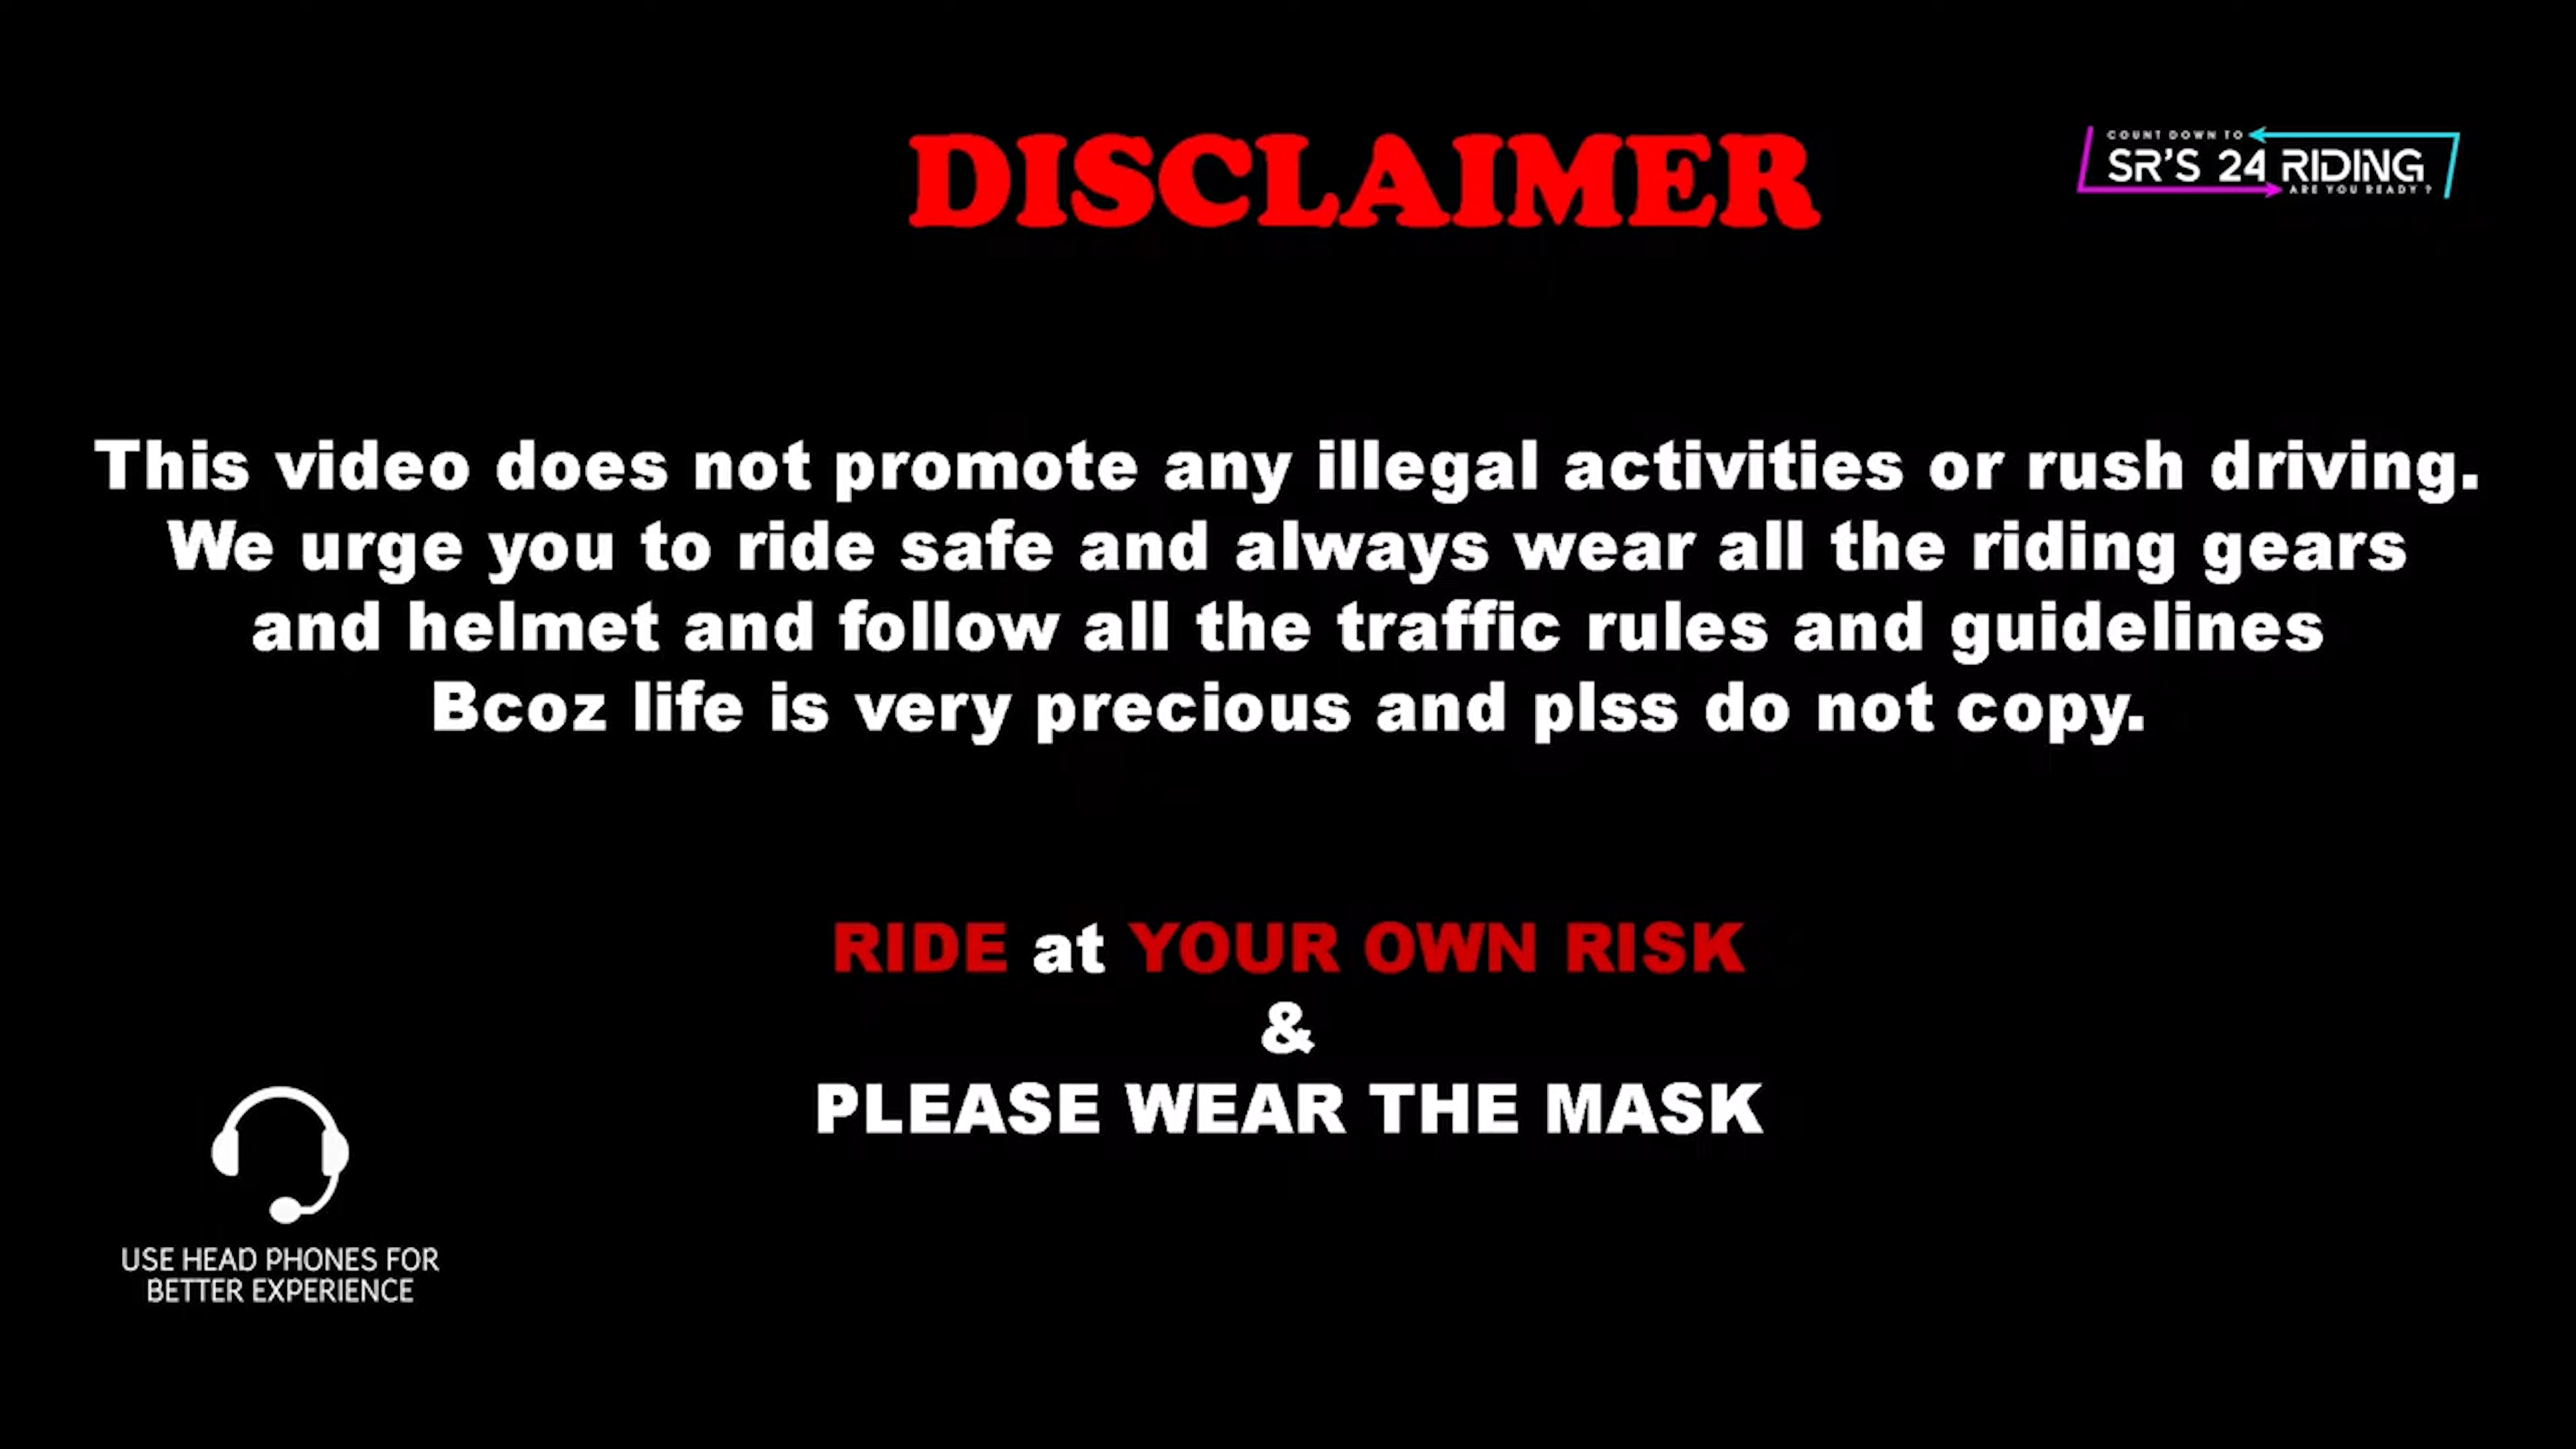 DISCLAIMER
COUNT DOWN TO
SR'S 24 RIDING
ARE YOU READY ?
This video does not promote any illegal activities or rush driving.
We urge you to ride safe and always wear all the riding gears
and helmet and follow all the traffic rules and guidelines
Bcoz life is very precious and plss do not copy.
RIDE at YOUR OWN RISK
&
PLEASE WEAR THE MASK
USE HEAD PHONES FOR
BETTER EXPERIENCE